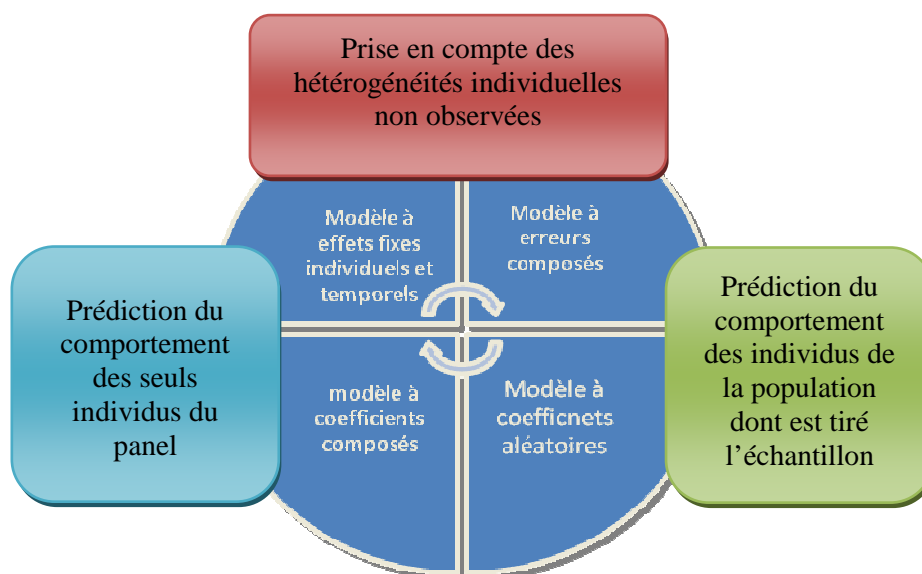 Prise en compte des
hétérogénéités individuelles
non observées
Modèle à
effets fixes
individuels et
temporels
Modèle à
erreurs
composés
Prédiction du
comportement
des seuls
individus du
panel
Prédiction du
comportement
des individus de
la population
dont est tiré
l’échantillon
modèle à
coefficients
composés
Modèle à
coefficnets
aléatoires